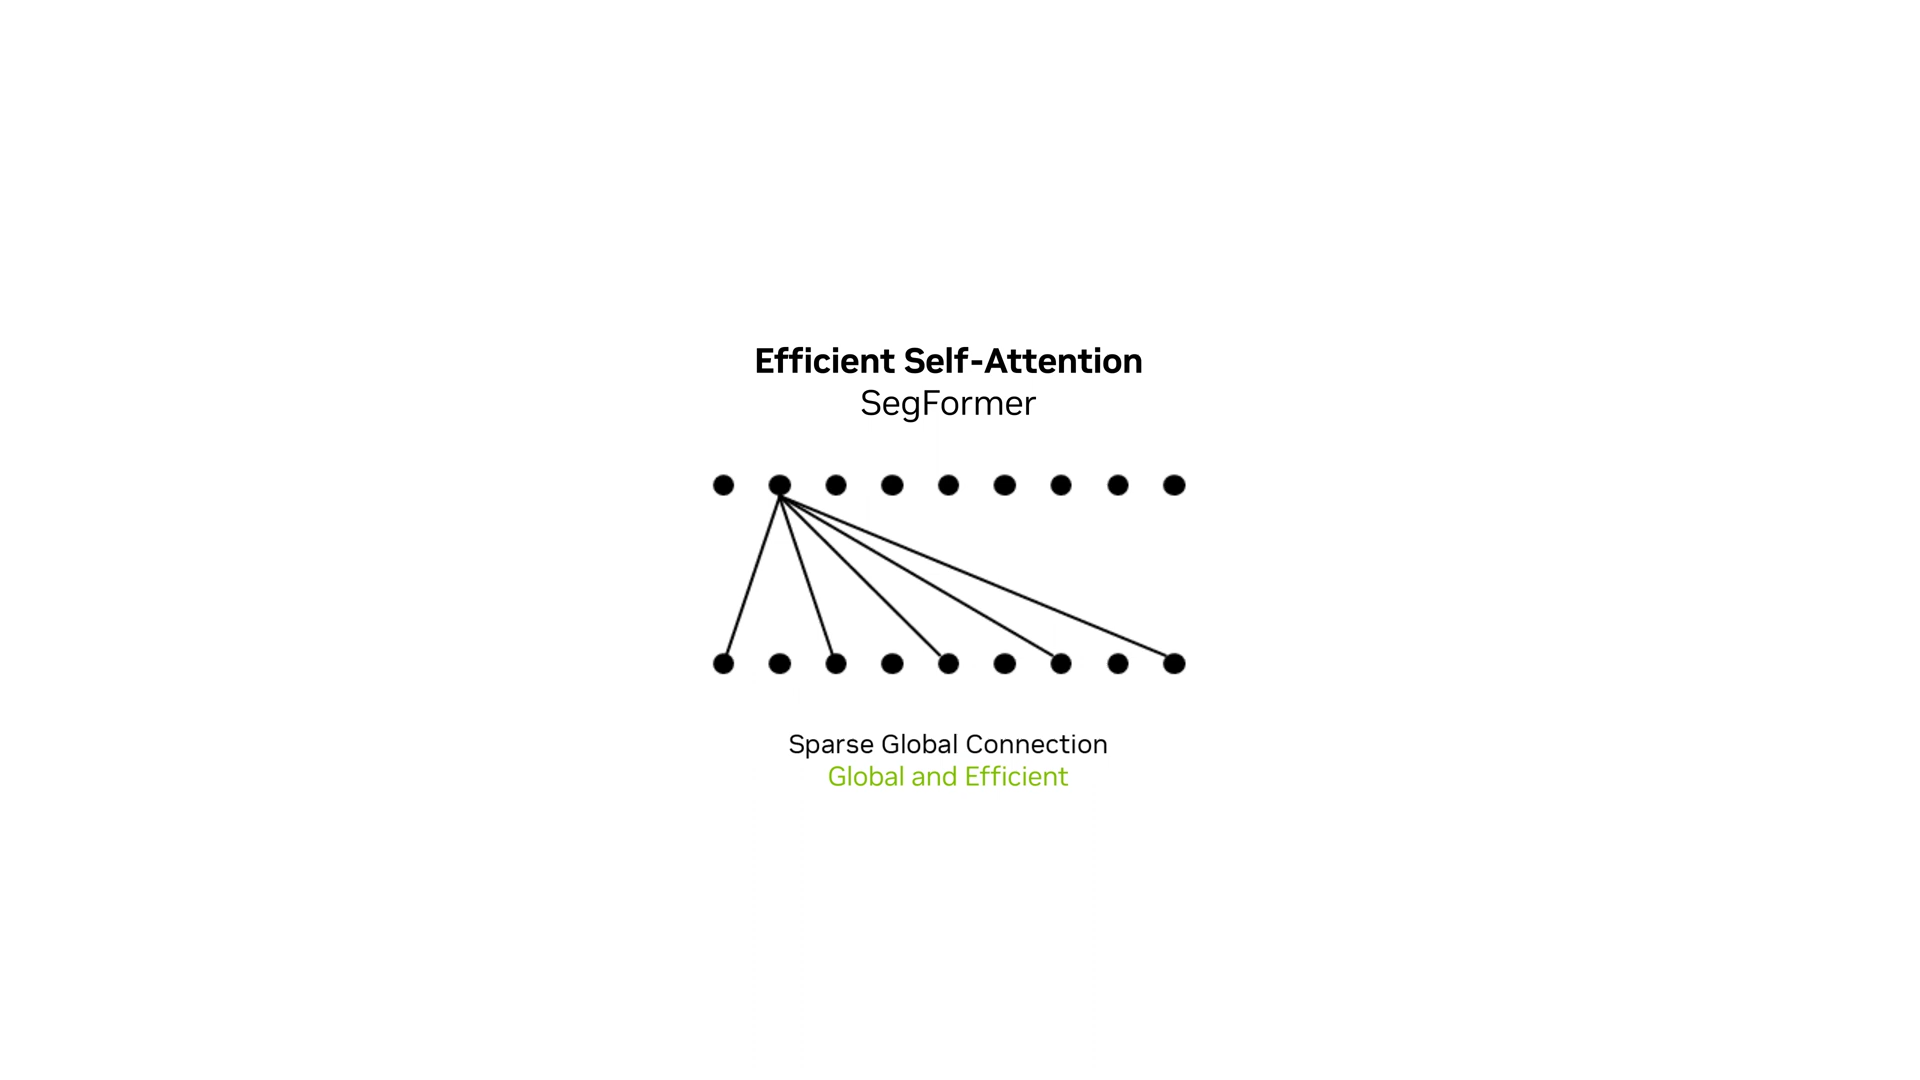 Efficient Self-Attention
SegFormer
Sparse Global Connection
Global and Efficient